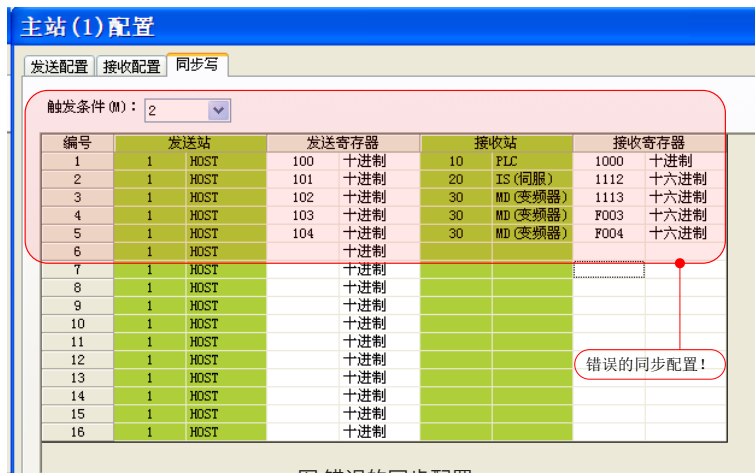 主站(1)配置
发送配置 接收配置 同步写
触发条件(M): 2
编号 发送站 发送寄存器 接收站 接收寄存器
1 1 HOST 100 十进制 10 PLC 1000 十进制
2 1 HOST 101 十进制 20 IS(伺服) 1112 十六进制
3 1 HOST 102 十进制 30 MD(变频器) 1113 十六进制
4 1 HOST 103 十进制 30 MD(变频器) F003 十六进制
5 1 HOST 104 十进制 30 MD(变频器) F004 十六进制
6 1 HOST 十进制
7 1 HOST 十进制
8 1 HOST 十进制
9 1 HOST 十进制
10 1 HOST 十进制
11 1 HOST 十进制
12 1 HOST 十进制
错误的同步配置!
13 1 HOST 十进制
14 1 HOST 十进制
15 1 HOST 十进制
16 1 HOST 十进制